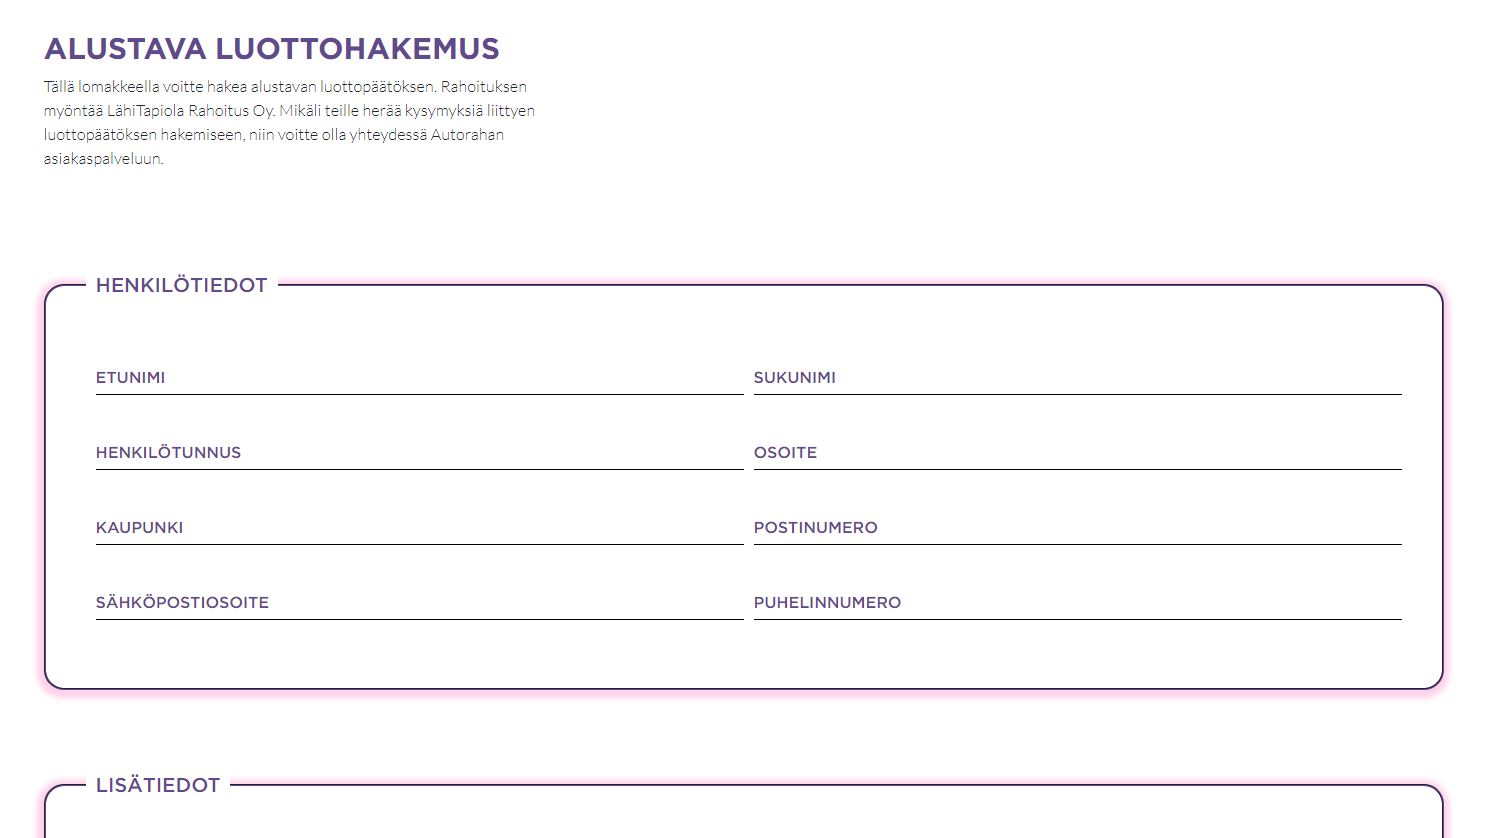 ALUSTAVA LUOTTOHAKEMUS
Tällä lomakkeella voitte hakea alustavan luottopäätöksen. Rahoituksen
myöntää LähiTapiola Rahoitus Oy. Mikäli teille herää kysymyksiä liittyen
luottopäätöksen hakemiseen, niin voitte olla yhteydessä Autorahan
asiakaspalveluun.
HENKILÖTIEDOT
ETUNIMI
SUKUNIMI
HENKILÖTUNNUS
OSOITE
KAUPUNKI
POSTINUMERO
SÄHKÖPOSTIOSOITE
PUHELINNUMERO
LISÄTIEDOT